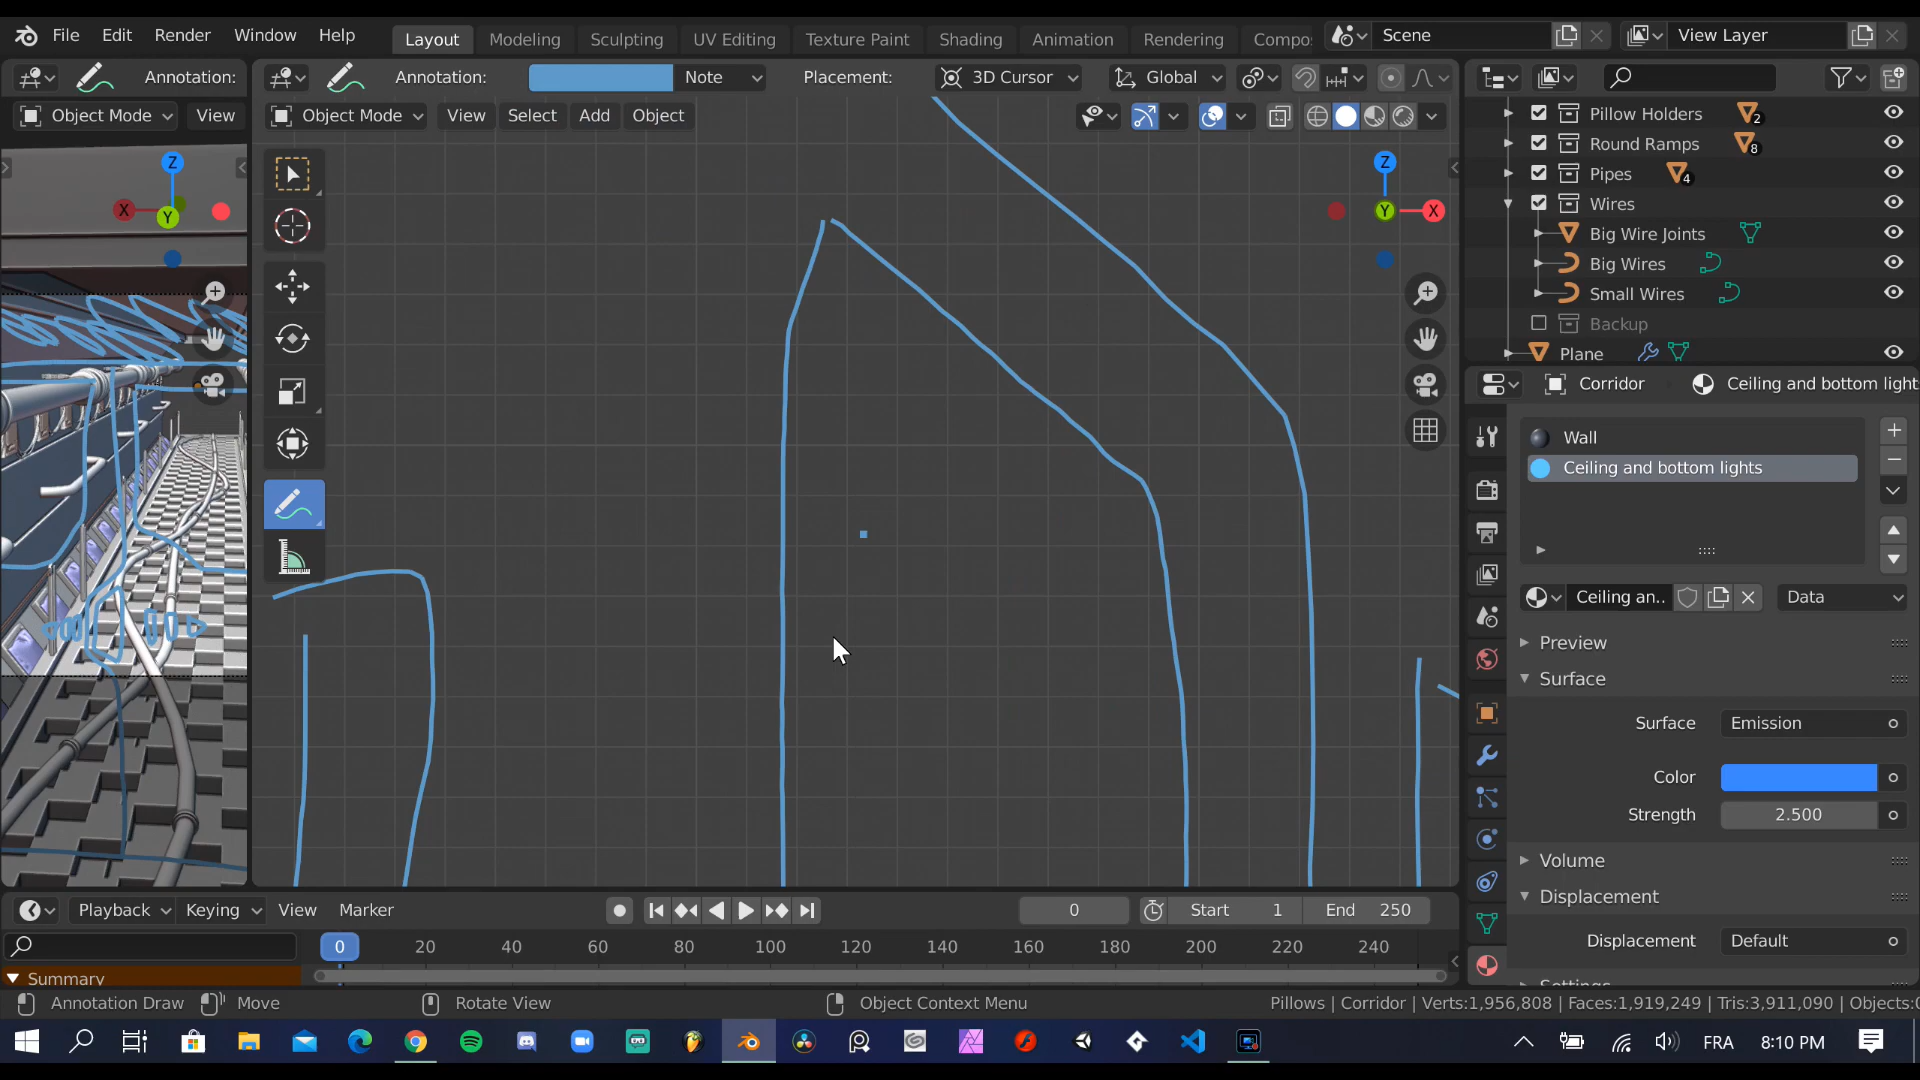 File Edit Render Window Help Layout Modeling Sculpting UV Editing Texture Paint Shading Animation Rendering Compo Scene View Layer
Annotation: Annotation: Note Placement: 3D Cursor Global
Object Mode View Object Mode View Select Add Object
Z X Y
Z X Y
Pillow Holders 2
Round Ramps 8
Pipes 4
Wires
Big Wire Joints
Big Wires
Small Wires
Backup
Plane
Corridor Ceiling and bottom light
Wall
Ceiling and bottom lights
Ceiling an.. Data
Preview
Surface
Surface Emission
Color
Strength 2.500
Volume
Displacement
Displacement Default
Playback Keying View Marker 0 Start 1 End 250
0 20 40 60 80 100 120 140 160 180 200 220 240
Summary
Annotation Draw Move Rotate View Object Context Menu Pillows | Corridor | Verts:1,956,808 | Faces:1,919,249 | Tris:3,911,090 | Objects:
FRA 8:10 PM